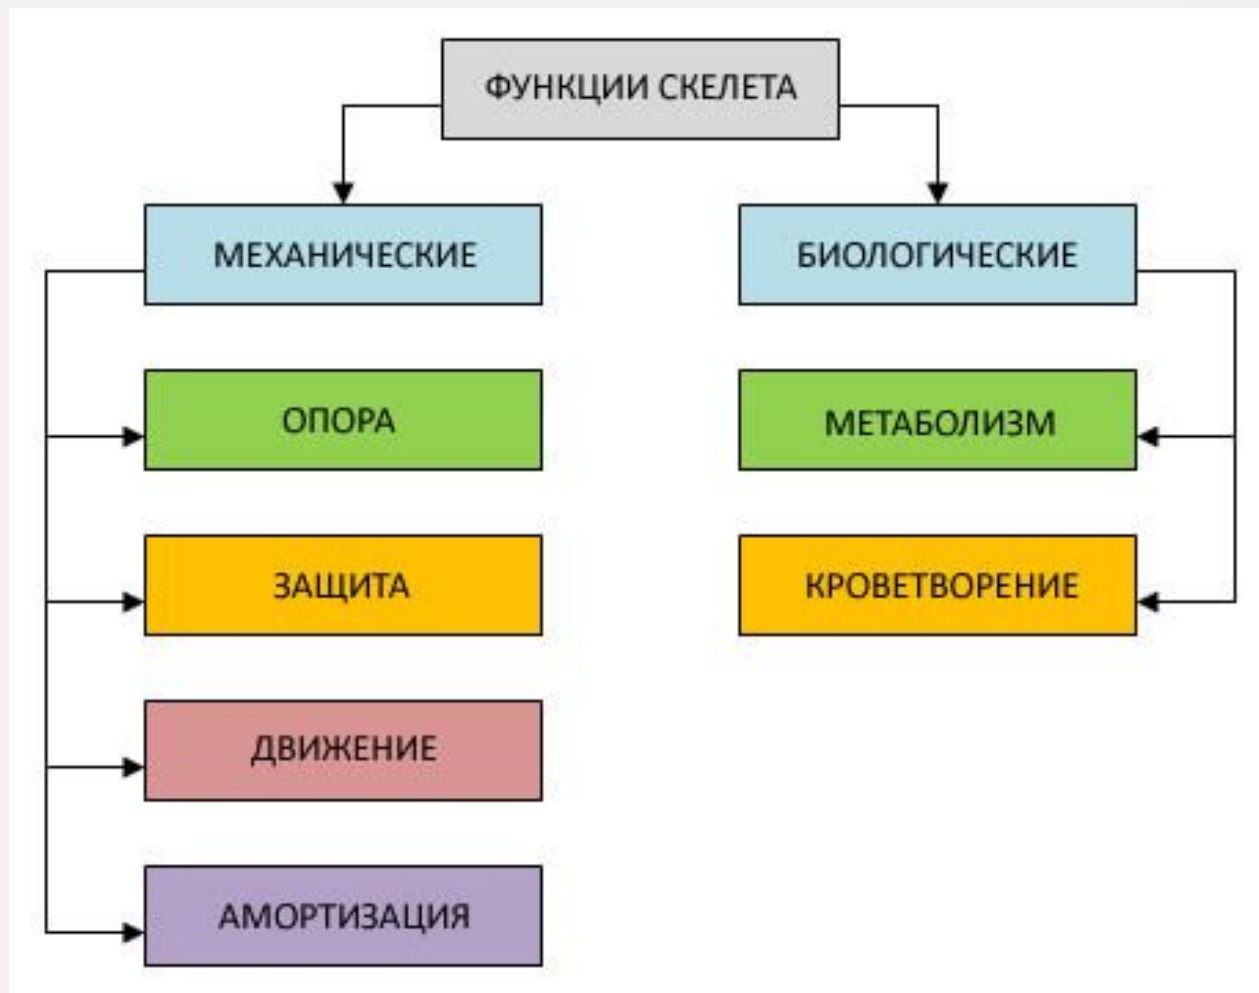 ФУНКЦИИ СКЕЛЕТА
МЕХАНИЧЕСКИЕ
БИОЛОГИЧЕСКИЕ
ОПОРА
МЕТАБОЛИЗМ
ЗАЩИТА
КРОВЕТВОРЕНИЕ
ДВИЖЕНИЕ
АМОРТИЗАЦИЯ